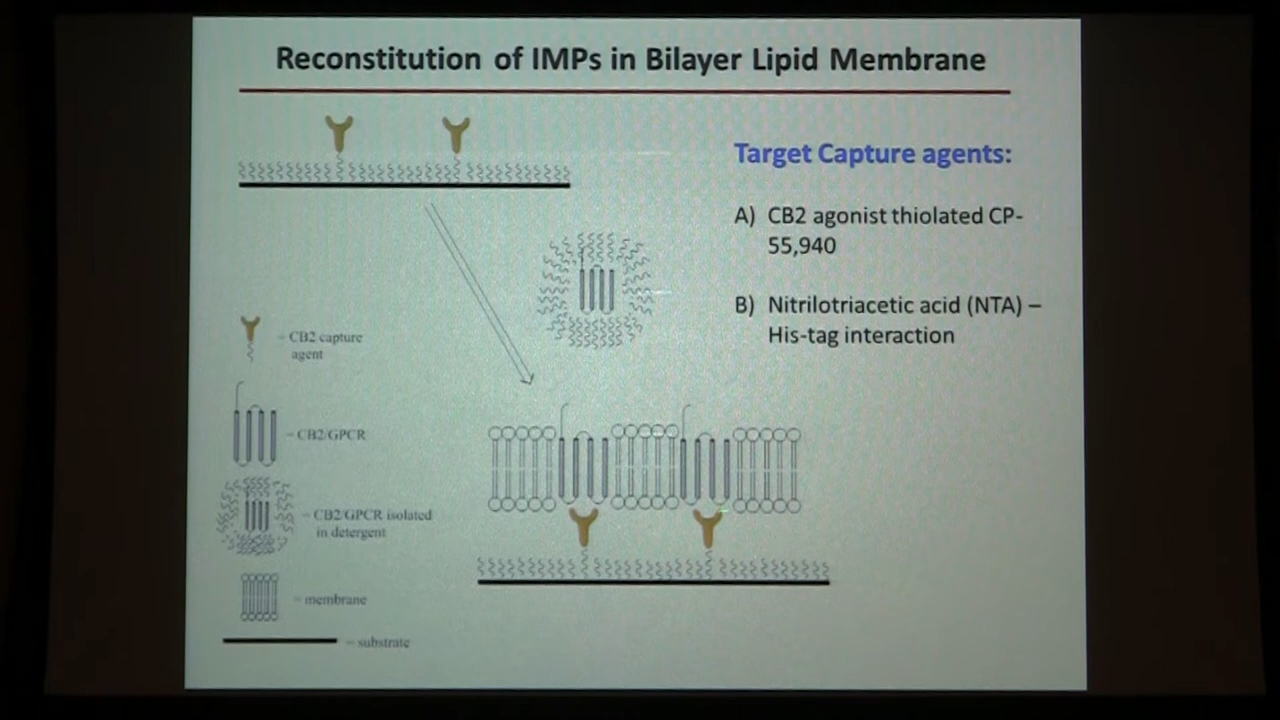 Reconstitution of IMPs in Bilayer Lipid Membrane
Target Capture agents:
A) CB2 agonist thiolated CP-
55,940
B) Nitrilotriacetic acid (NTA) –
His-tag interaction
– CB2 capture
agent
– CB2/GPCR
– CB2/GPCR isolated
in detergent
– membrane
– substrate